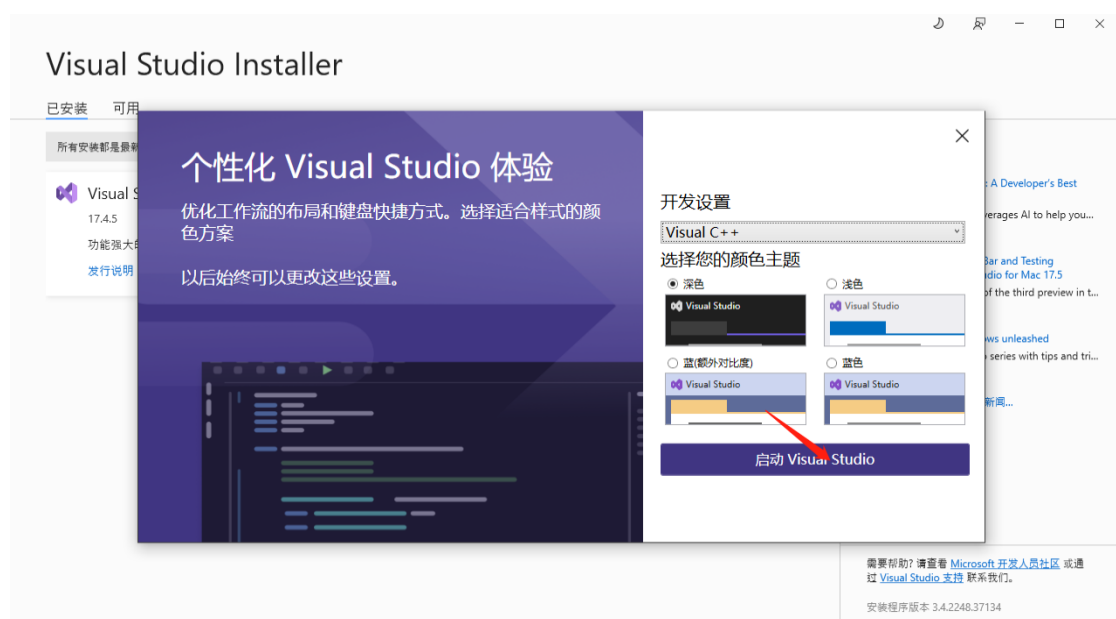 Visual Studio Installer
已安装 可用
所有安装都是最新
Visual S
17.4.5
功能强大的
发行说明
个性化 Visual Studio 体验
优化工作流的布局和键盘快捷方式。选择适合样式的颜
色方案
以后始终可以更改这些设置。
开发设置
Visual C++
选择您的颜色主题
深色
浅色
Visual Studio
Visual Studio
蓝(额外对比度)
蓝色
Visual Studio
Visual Studio
启动 Visual Studio
: A Developer's Best
verages AI to help you...
Bar and Testing
dio for Mac 17.5
of the third preview in t...
ws unleashed
series with tips and tri...
新闻...
需要帮助? 请查看 Microsoft 开发人员社区 或通
过 Visual Studio 支持 联系我们。
安装程序版本 3.4.2248.37134